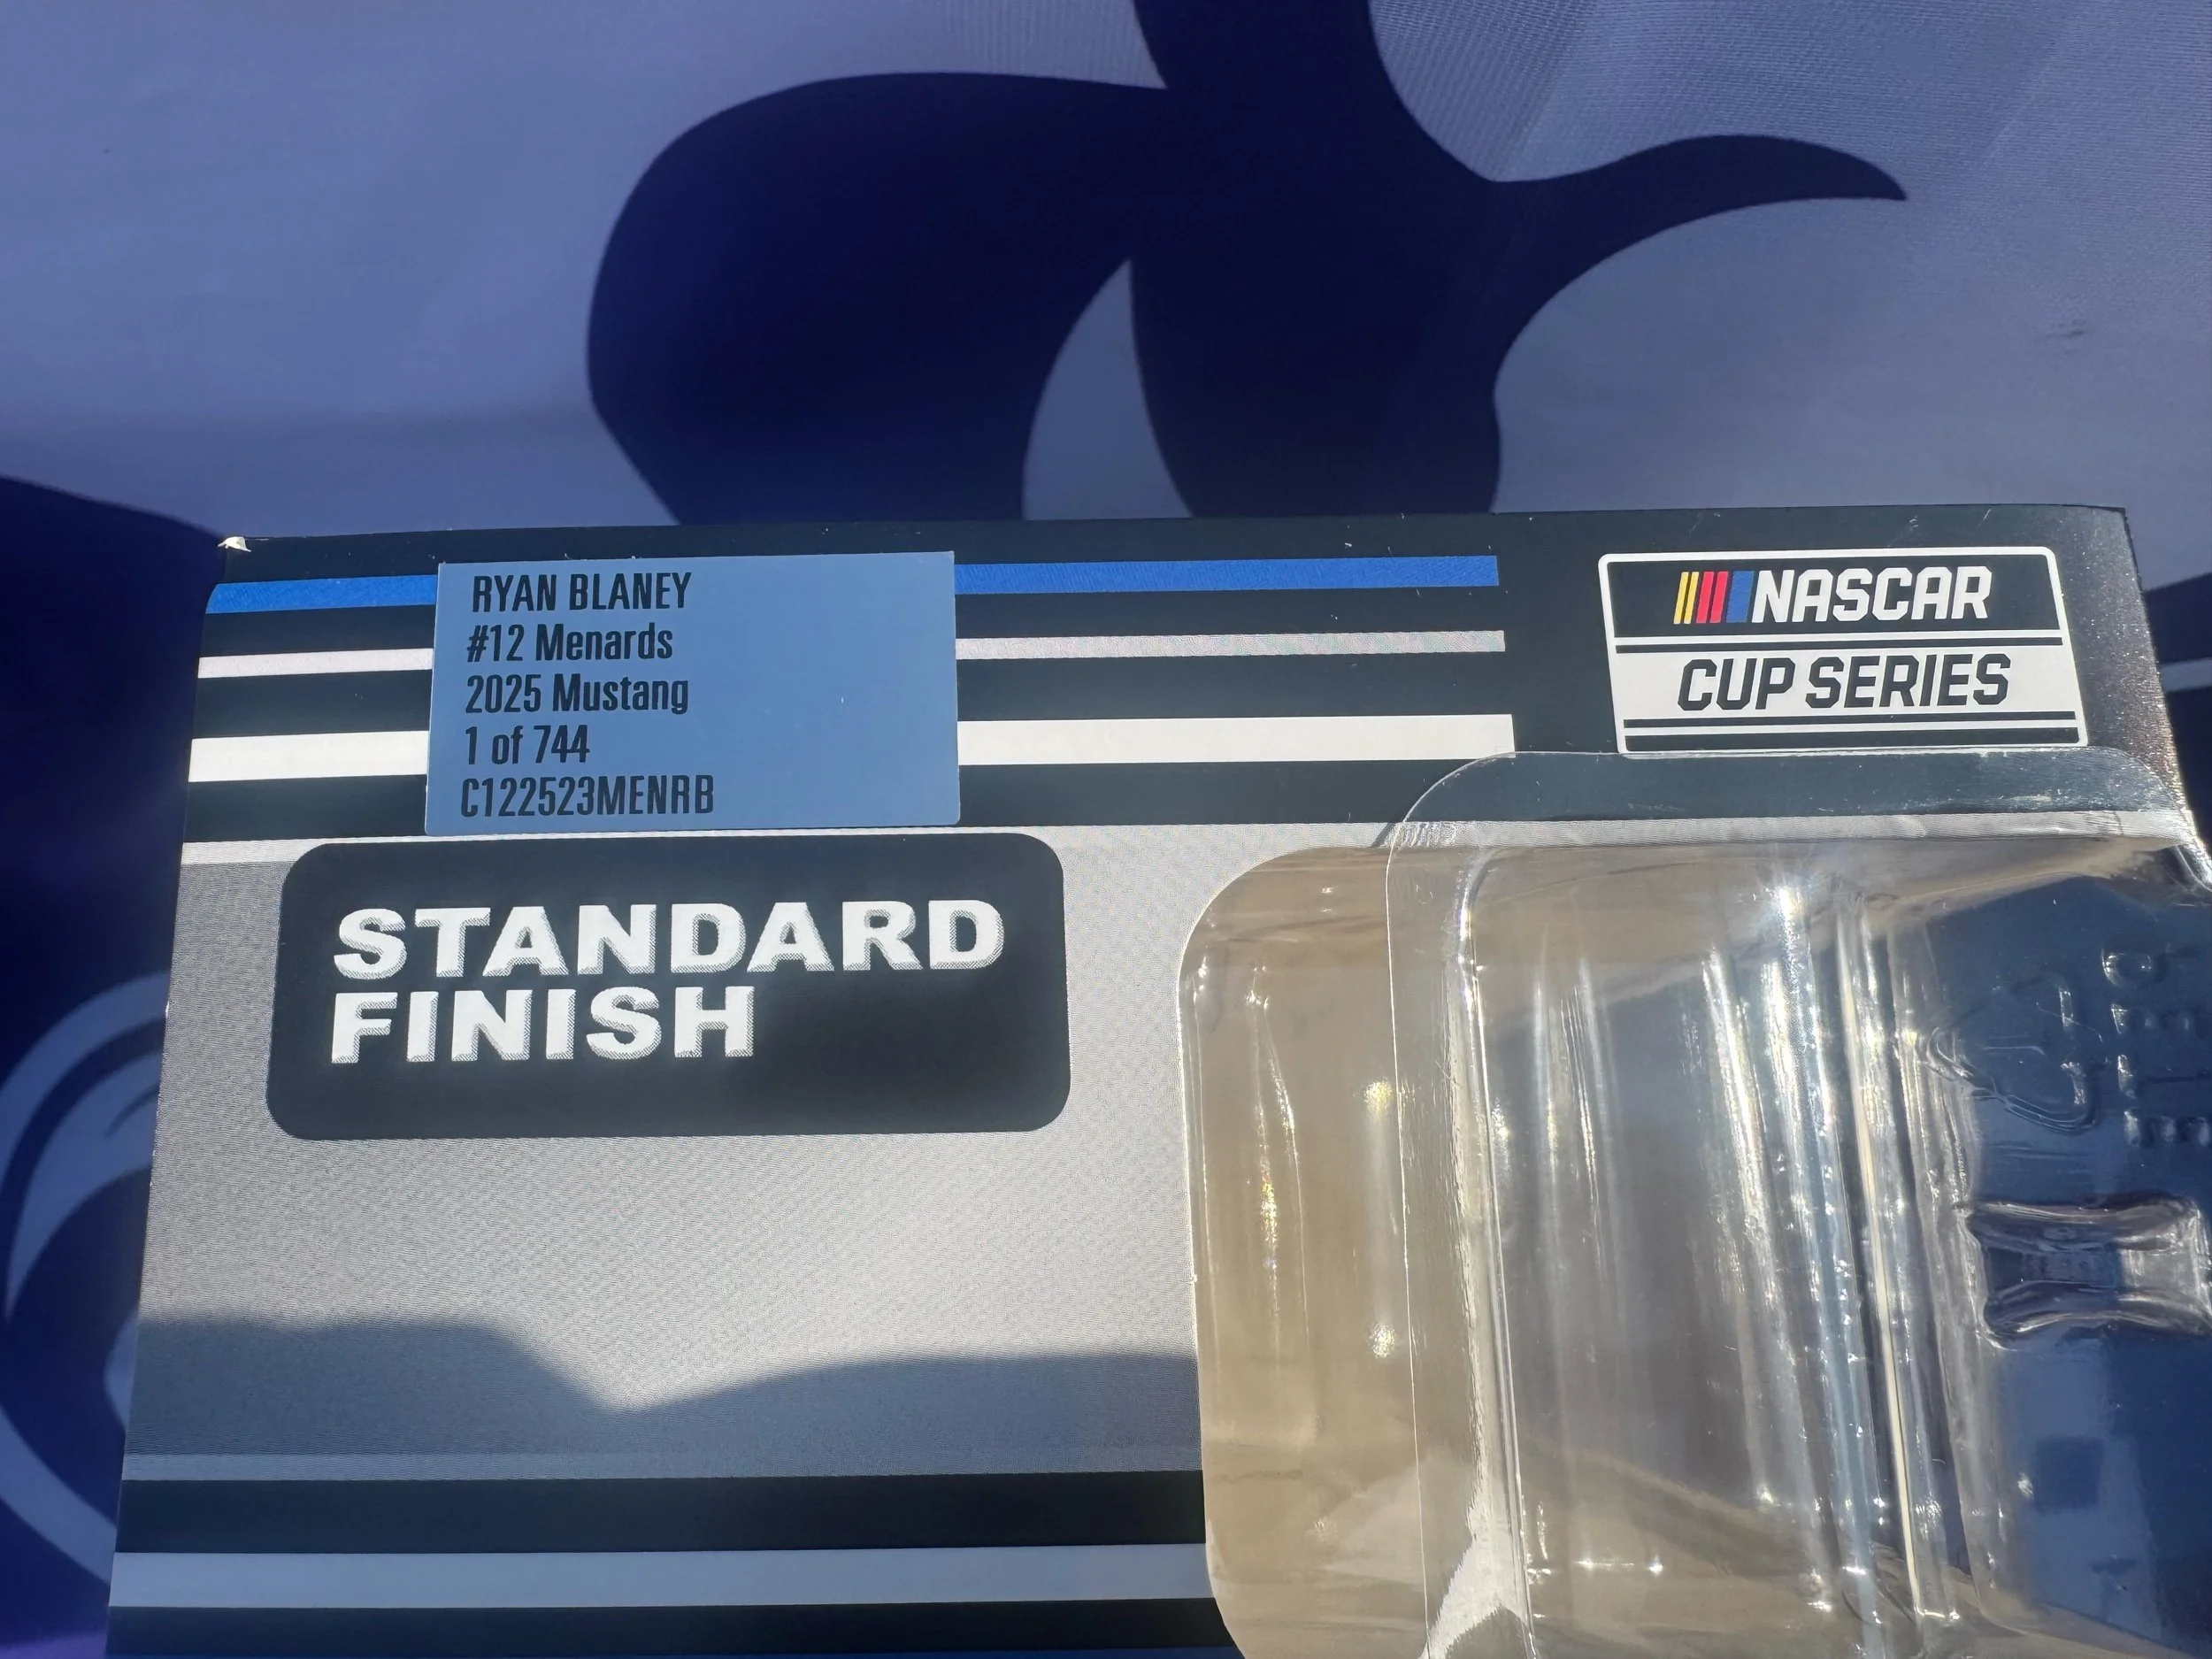 RYAN BLANEY
#12 Menards
2025 Mustang
1 of 744
C122523MENRB
NASCAR
CUP SERIES
STANDARD
FINISH